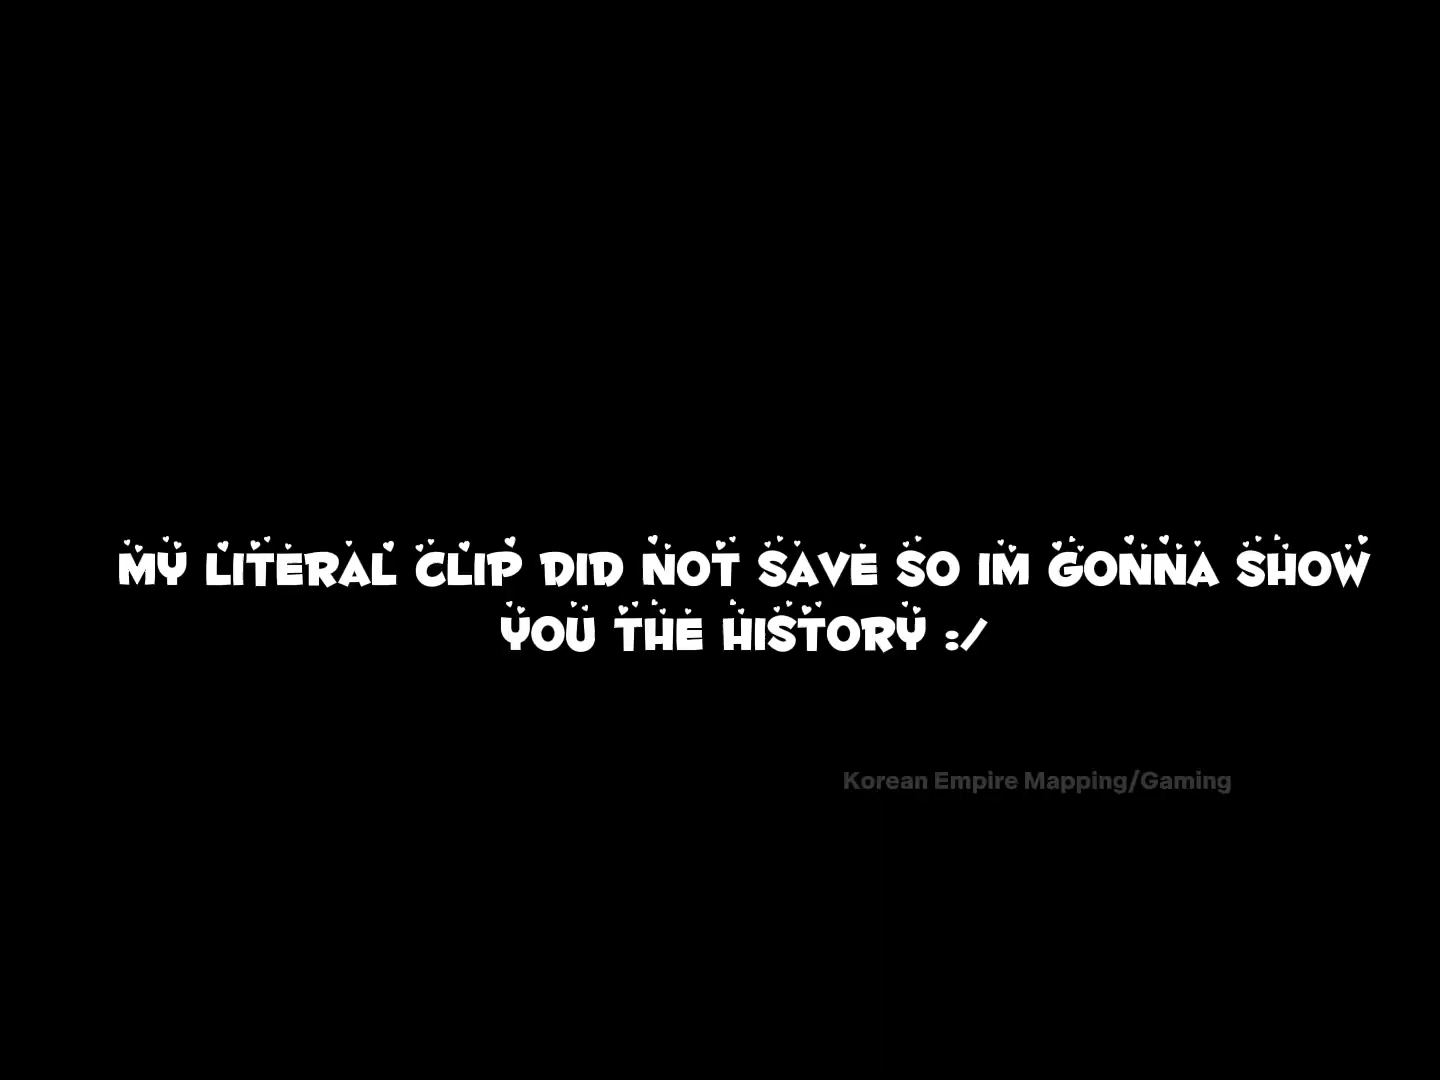 MY LITERAL CLIP DID NOT SAVE SO IM GONNA SHOW
YOU THE HISTORY :/
Korean Empire Mapping/Gaming